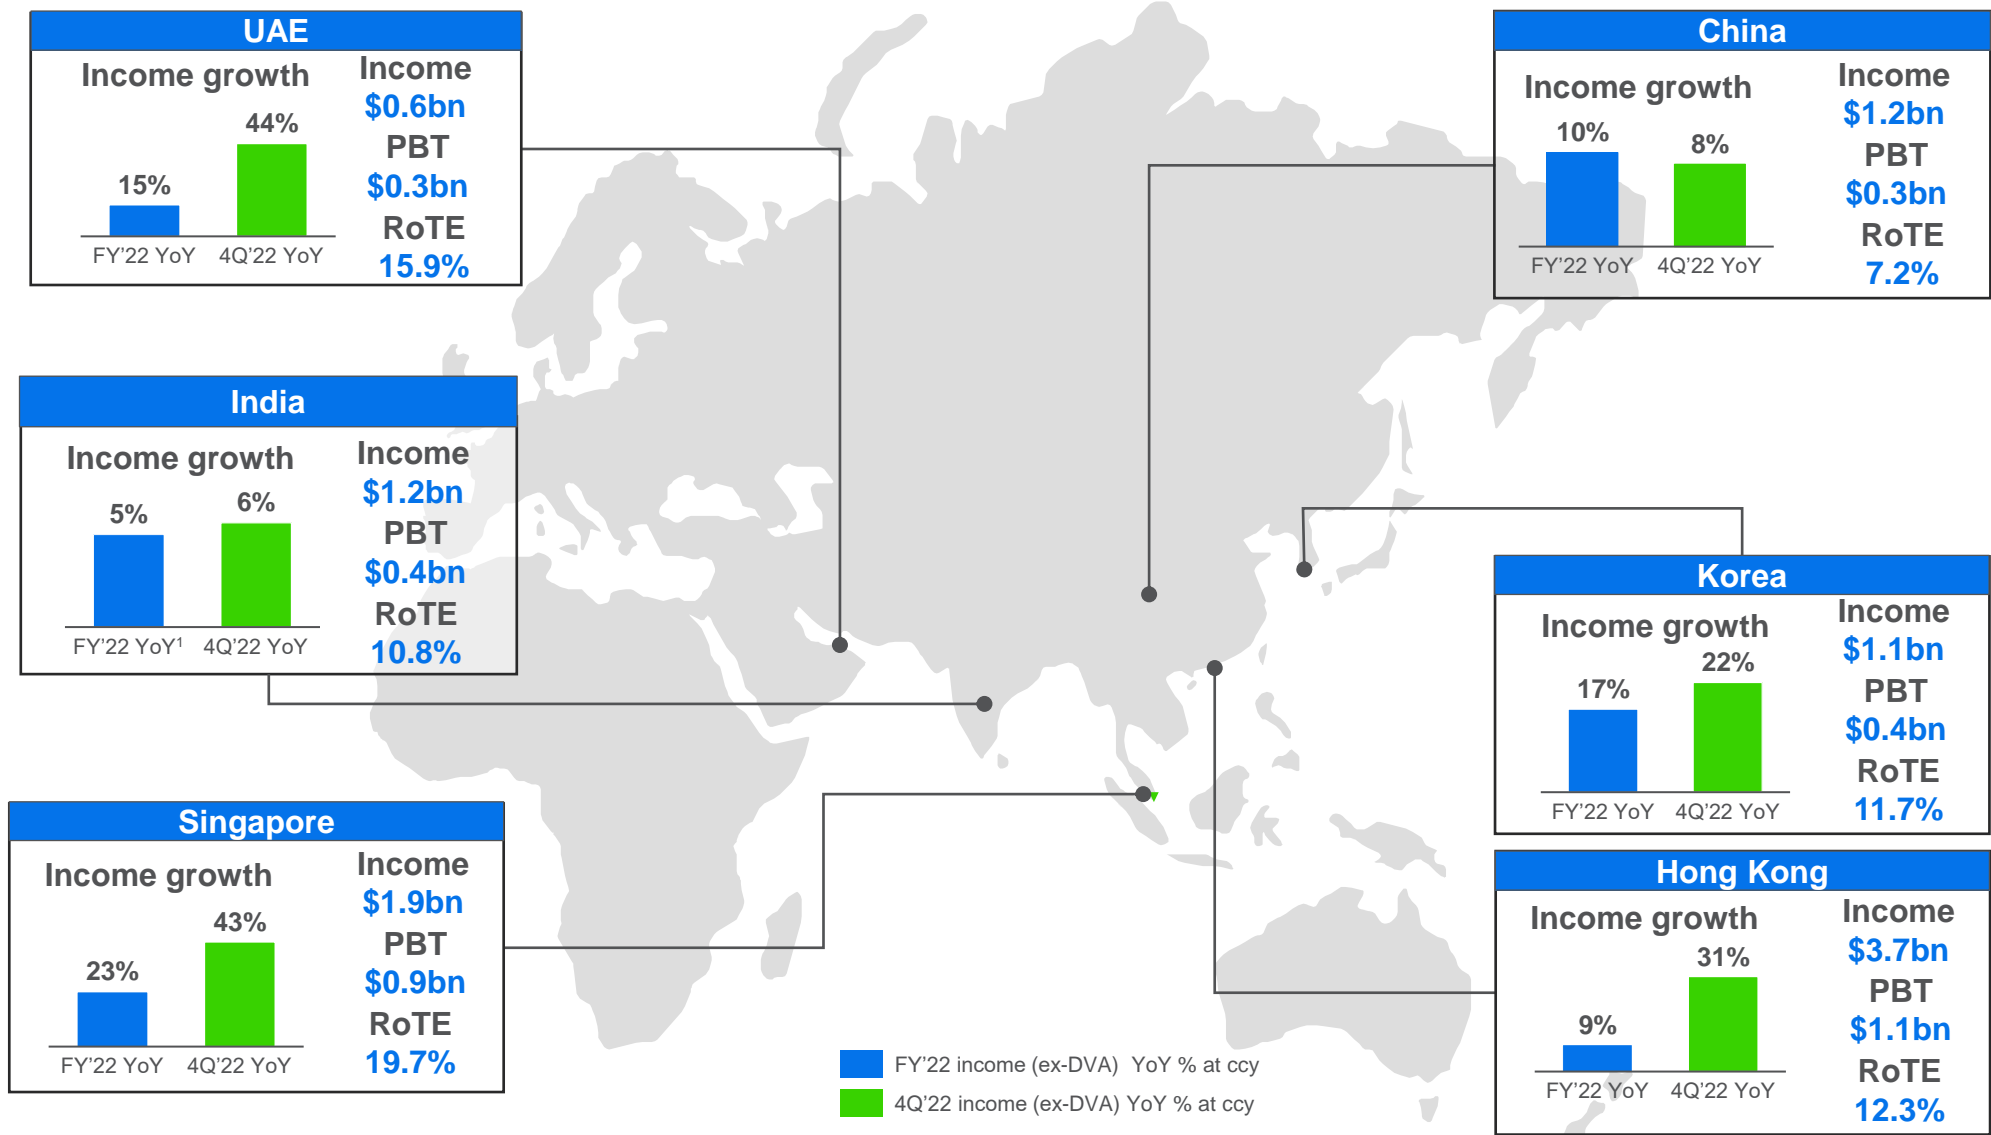 UAE
Income growth
44%
15%
FY’22 YoY 4Q’22 YoY
Income
$0.6bn
PBT
$0.3bn
RoTE
15.9%
China
Income growth
10%
8%
FY’22 YoY 4Q’22 YoY
Income
$1.2bn
PBT
$0.3bn
RoTE
7.2%
India
Income growth
5%
6%
FY’22 YoY¹ 4Q’22 YoY
Income
$1.2bn
PBT
$0.4bn
RoTE
10.8%
Korea
Income growth
22%
17%
FY’22 YoY 4Q’22 YoY
Income
$1.1bn
PBT
$0.4bn
RoTE
11.7%
Singapore
Income growth
43%
23%
FY’22 YoY 4Q’22 YoY
Income
$1.9bn
PBT
$0.9bn
RoTE
19.7%
Hong Kong
Income growth
31%
9%
FY’22 YoY 4Q’22 YoY
Income
$3.7bn
PBT
$1.1bn
RoTE
12.3%
FY’22 income (ex-DVA) YoY % at ccy
4Q’22 income (ex-DVA) YoY % at ccy